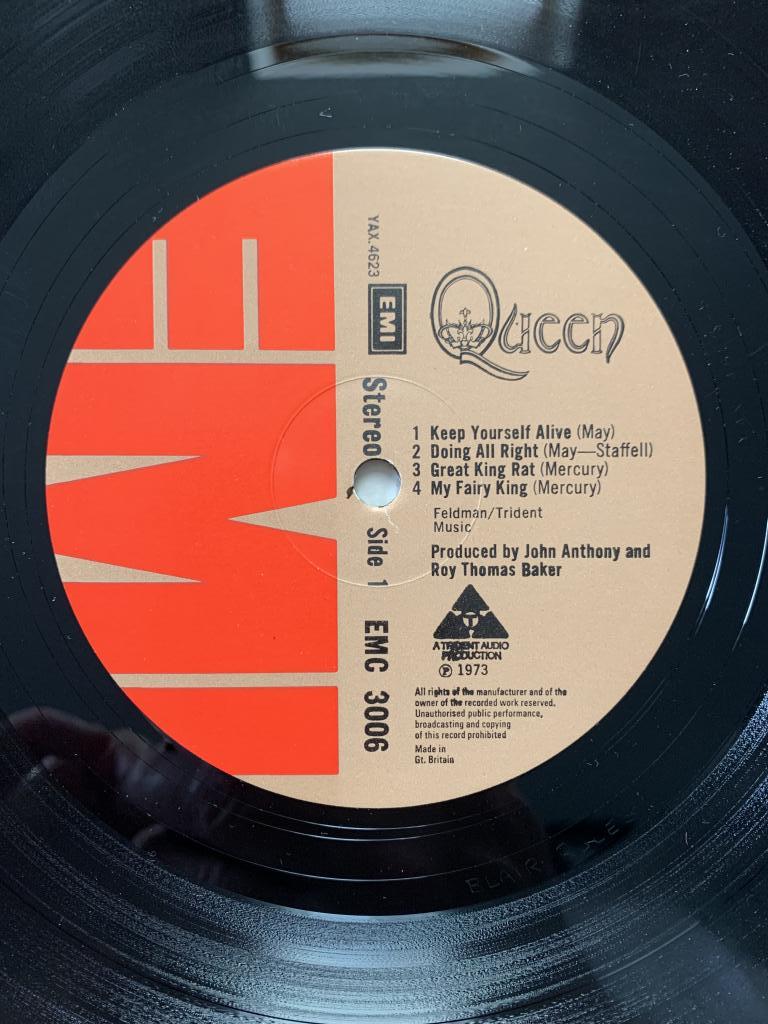 EMI
YAX.4623
EMI
Stereo
Side 1
EMC 3006
Queen
1 Keep Yourself Alive (May)
2 Doing All Right (May—Staffell)
3 Great King Rat (Mercury)
4 My Fairy King (Mercury)
Feldman/Trident
Music
Produced by John Anthony and
Roy Thomas Baker
A TRIDENT AUDIO
PRODUCTION
℗ 1973
All rights of the manufacturer and of the
owner of the recorded work reserved.
Unauthorised public performance,
broadcasting and copying
of this record prohibited
Made in
Gt. Britain
BLAIR